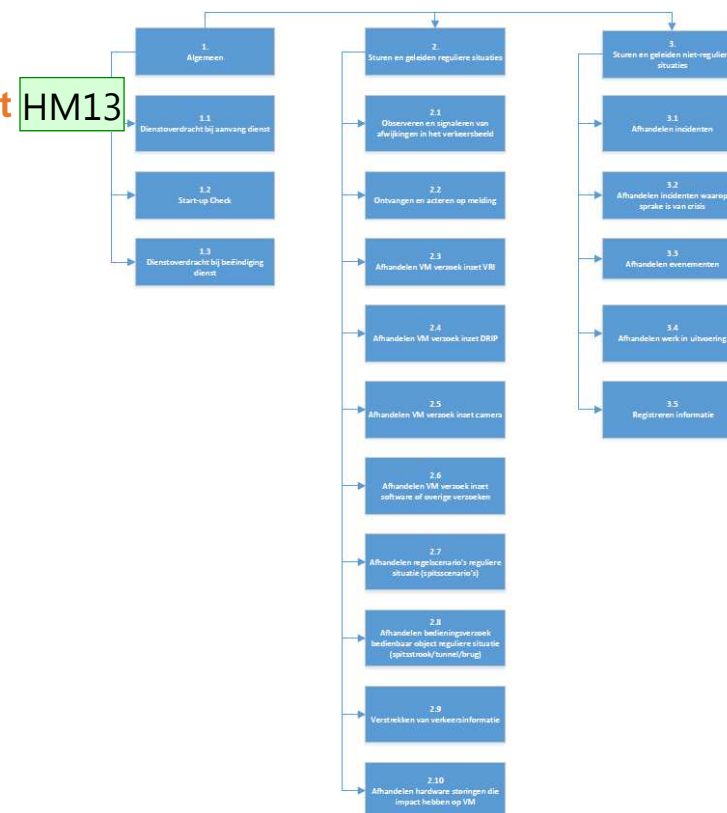 1.
Algemeen
t HM13
1.1
Dienstoverdracht bij aanvang dienst
1.2
Start-up Check
1.3
Dienstoverdracht bij beëindiging
dienst
2.
Sturen en geleiden reguliere situaties
2.1
Observeren en signaleren van
afwijkingen in het verkeersbeeld
2.2
Ontvangen en acteren op melding
2.3
Afhandelen VM verzoek inzet VRI
2.4
Afhandelen VM verzoek inzet DRIP
2.5
Afhandelen VM verzoek inzet camera
2.6
Afhandelen VM verzoek inzet
software of overige verzoeken
2.7
Afhandelen regelscenario's reguliere
situatie (spitsscenario's)
2.8
Afhandelen bedieningsverzoek
bedienbaar object reguliere situatie
(spitsstrook/tunnel/brug)
2.9
Verstrekken van verkeersinformatie
2.10
Afhandelen hardware storingen die
impact hebben op VM
3.
Sturen en geleiden niet-regulier
situaties
3.1
Afhandelen incidenten
3.2
Afhandelen incidenten waarop
sprake is van crisis
3.3
Afhandelen evenementen
3.4
Afhandelen werk in uitvoering
3.5
Registreren informatie